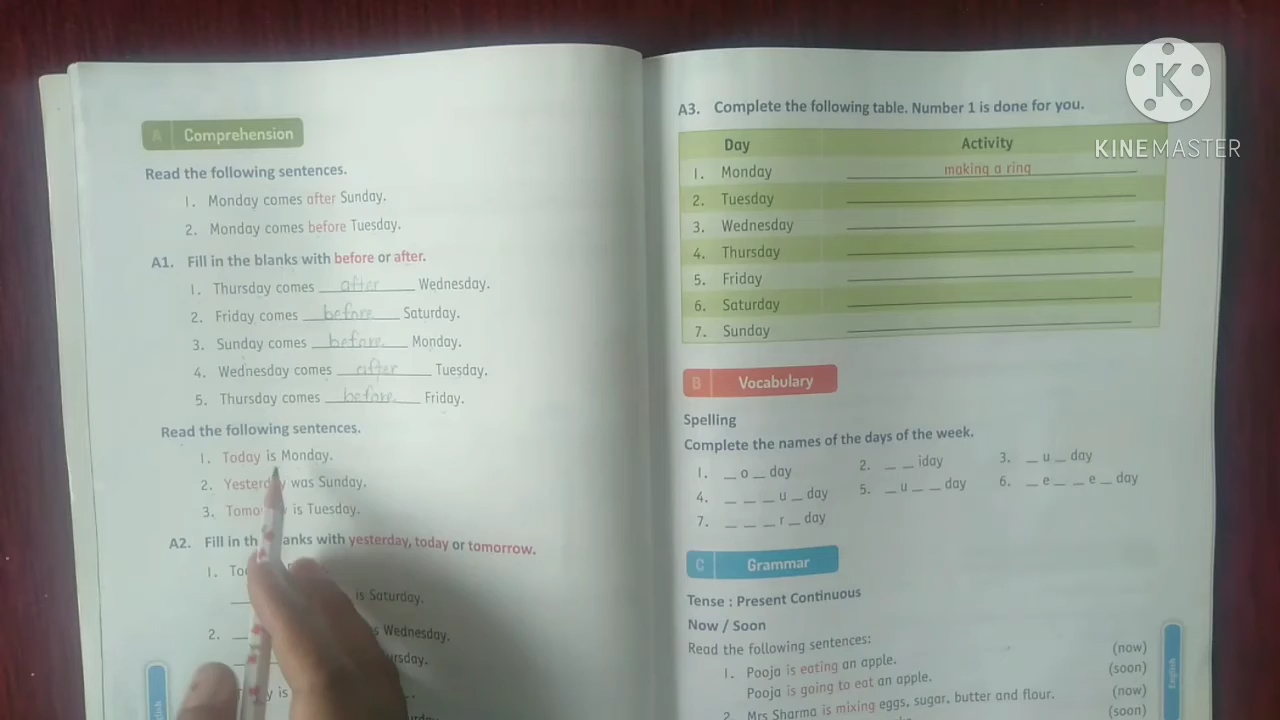 A Comprehension
Read the following sentences.
1. Monday comes after Sunday.
2. Monday comes before Tuesday.
A1. Fill in the blanks with before or after.
1. Thursday comes after Wednesday.
2. Friday comes before Saturday.
3. Sunday comes before Monday.
4. Wednesday comes after Tuesday.
5. Thursday comes before Friday.
Read the following sentences.
1. Today is Monday.
2. Yesterday was Sunday.
3. is Tuesday.
A2. Fill in with yesterday, today or tomorrow.
1.
is Saturday.
2. Wednesday.
is
A3. Complete the following table. Number 1 is done for you.
Day Activity
1. Monday making a ring
2. Tuesday
3. Wednesday
4. Thursday
5. Friday
6. Saturday
7. Sunday
B Vocabulary
Spelling
Complete the names of the days of the week.
1. _ o _ day 2. _ _ iday 3. _ u _ day
4. _ _ _ u _ day 5. _ u _ _ day 6. _ e _ _ e _ day
7. _ _ _ r _ day
C Grammar
Tense : Present Continuous
Now / Soon
Read the following sentences:
1. Pooja is eating an apple. (now)
Pooja is going to eat an apple. (soon)
2. Mrs Sharma is mixing eggs, sugar, butter and flour. (now)
(soon)
English
K
KINEMASTER